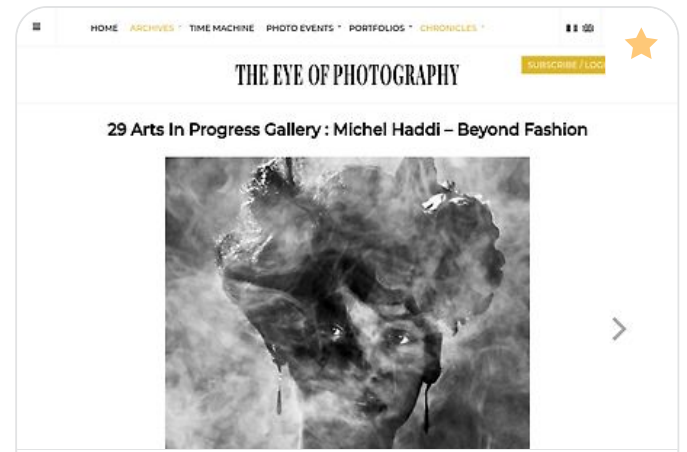 HOME ARCHIVES TIME MACHINE PHOTO EVENTS PORTFOLIOS CHRONICLES
SUBSCRIBE / LOGI
THE EYE OF PHOTOGRAPHY
29 Arts In Progress Gallery : Michel Haddi – Beyond Fashion